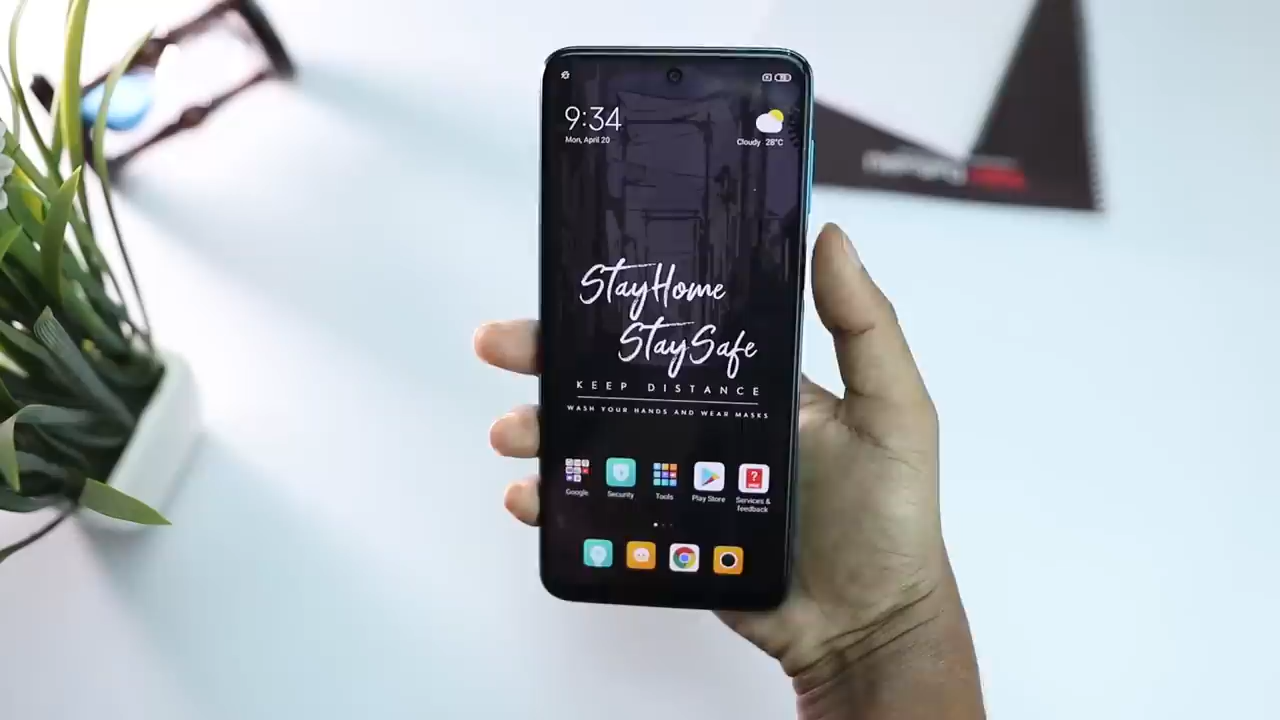 9:34
Mon, April 20
Cloudy 28°C
StayHome
StaySafe
KEEP DISTANCE
WASH YOUR HANDS AND WEAR MASKS
Google
Security
Tools
Play Store
Services &
feedback